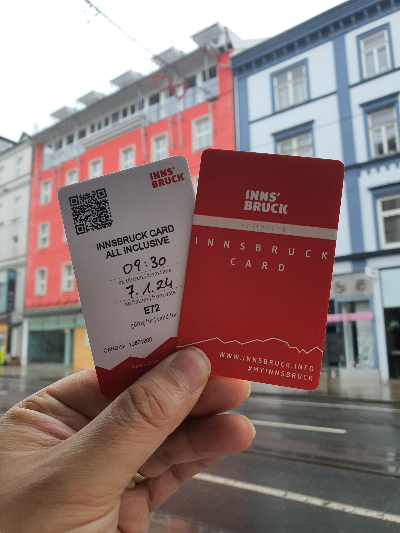 INNS'
BRUCK
INNSBRUCK CARD
ALL INCLUSIVE
09:30
7.1.24
E72
INNS'
BRUCK
INNSBRUCK
CARD
WWW.INNSBRUCK.INFO
#MYINNSBRUCK